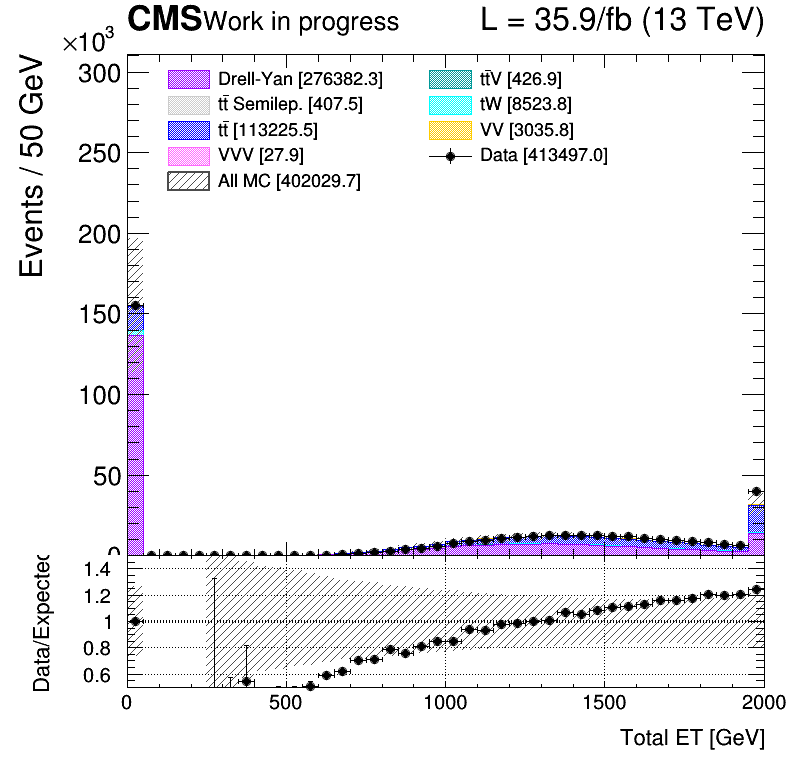 CMS Work in progress L = 35.9/fb (13 TeV)
×10³
Events / 50 GeV
300
250
200
150
100
50
0
Drell-Yan [276382.3]
tt̄ Semilep. [407.5]
tt̄ [113225.5]
VVV [27.9]
All MC [402029.7]
tt̄V [426.9]
tW [8523.8]
VV [3035.8]
Data [413497.0]
Data/Expected
1.4
1.2
1
0.8
0.6
0 500 1000 1500 2000
Total ET [GeV]